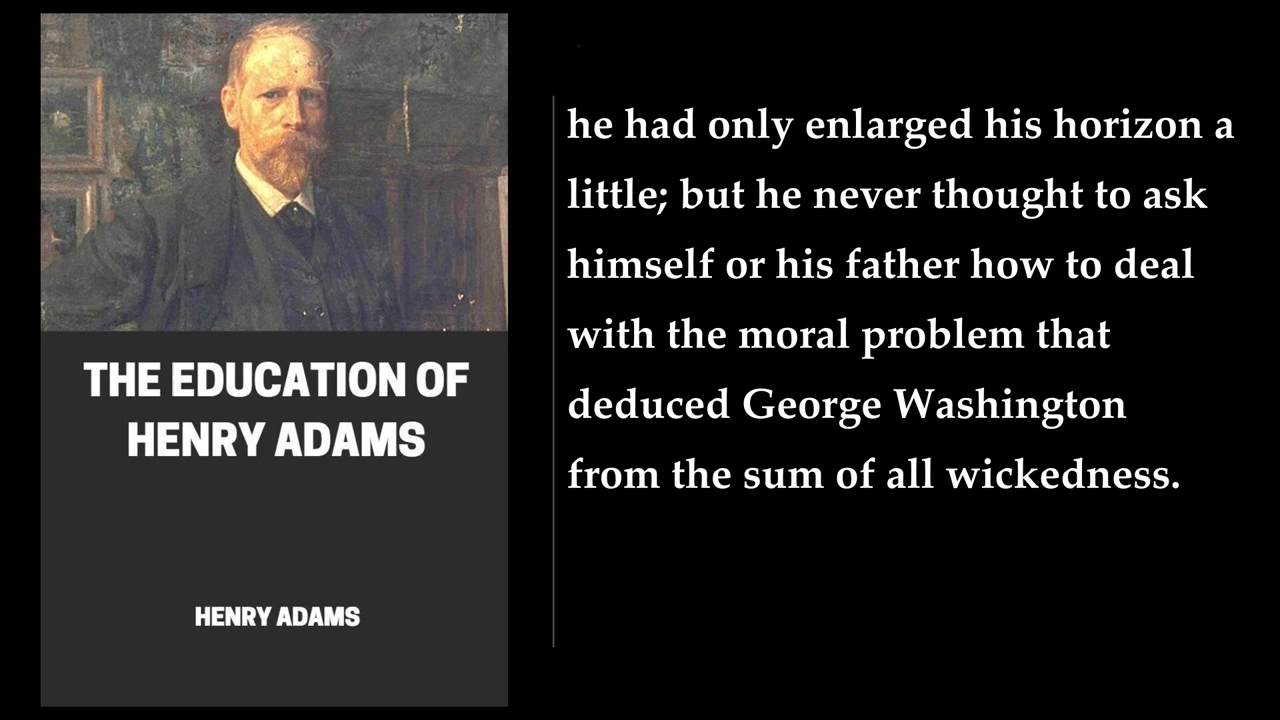 THE EDUCATION OF
HENRY ADAMS
HENRY ADAMS
he had only enlarged his horizon a
little; but he never thought to ask
himself or his father how to deal
with the moral problem that
deduced George Washington
from the sum of all wickedness.